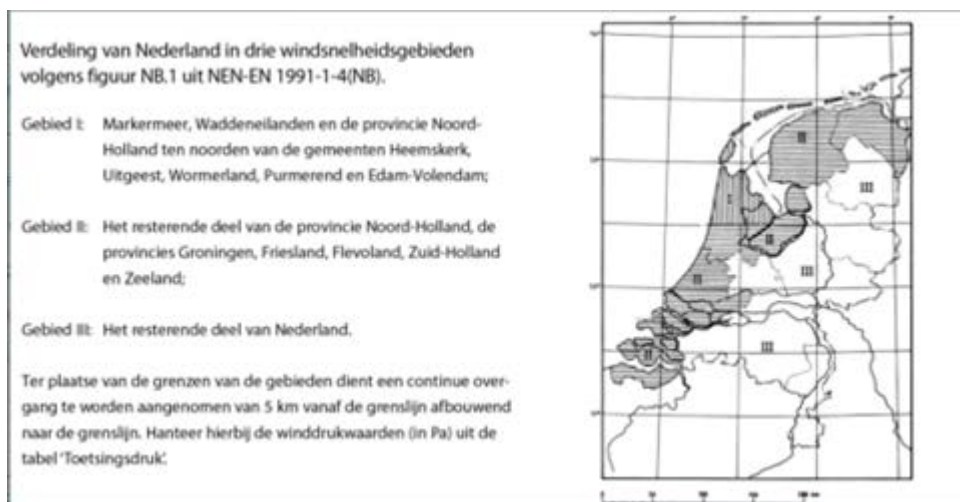 Verdeling van Nederland in drie windsnelheidsgebieden
volgens figuur NB.1 uit NEN-EN 1991-1-4(NB).
Gebied I: Markermeer, Waddeneilanden en de provincie Noord-
Holland ten noorden van de gemeenten Heemskerk,
Uitgeest, Wormerland, Purmerend en Edam-Volendam;
Gebied II: Het resterende deel van de provincie Noord-Holland, de
provincies Groningen, Friesland, Flevoland, Zuid-Holland
en Zeeland;
Gebied III: Het resterende deel van Nederland.
Ter plaatse van de grenzen van de gebieden dient een continue over-
gang te worden aangenomen van 5 km vanaf de grenslijn afbouwend
naar de grenslijn. Hanteer hierbij de winddrukwaarden (in Pa) uit de
tabel 'Toetsingsdruk'.
II
III
I
II
III
II
III
II